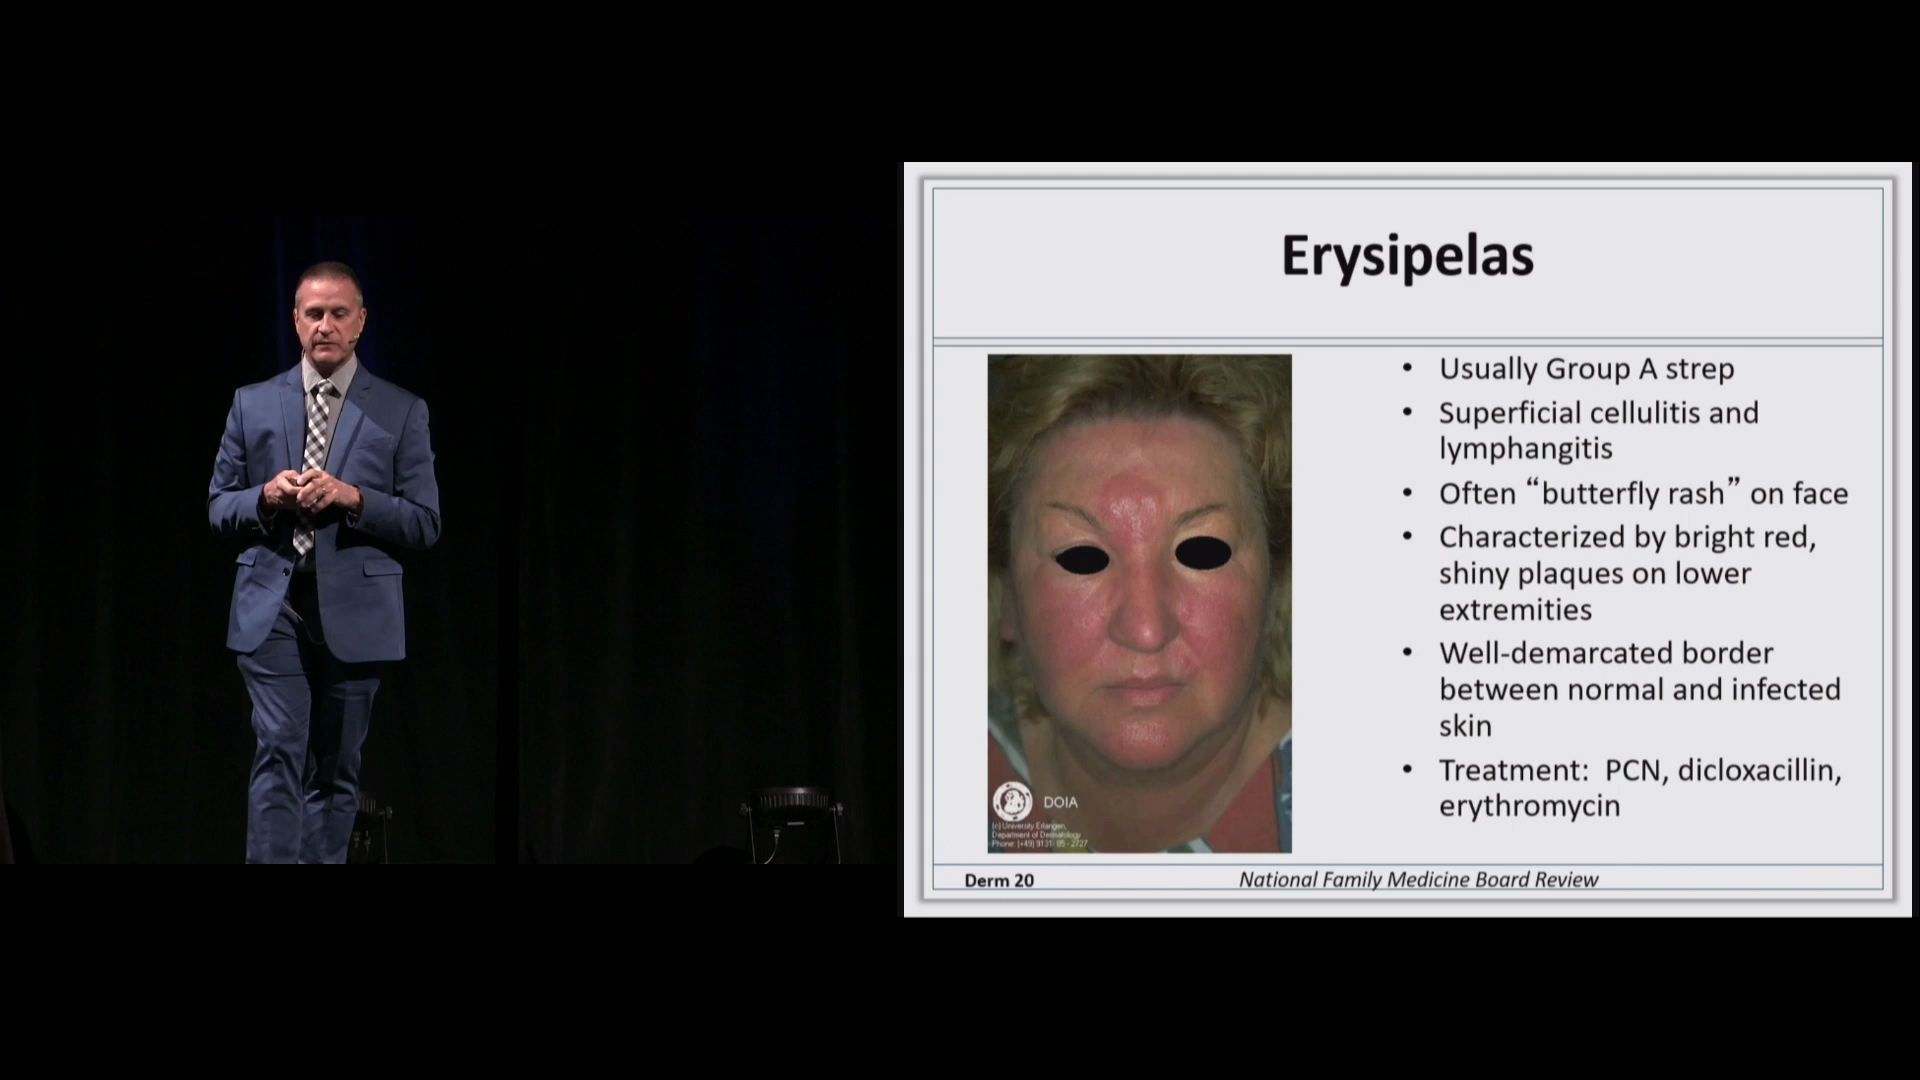 Erysipelas
• Usually Group A strep
• Superficial cellulitis and
lymphangitis
• Often “butterfly rash” on face
• Characterized by bright red,
shiny plaques on lower
extremities
• Well-demarcated border
between normal and infected
skin
• Treatment:  PCN, dicloxacillin,
erythromycin
DOIA
(c) University Erlangen,
Department of Dermatology
Phone: (+49) 9131- 85 - 2727
Derm 20
National Family Medicine Board Review